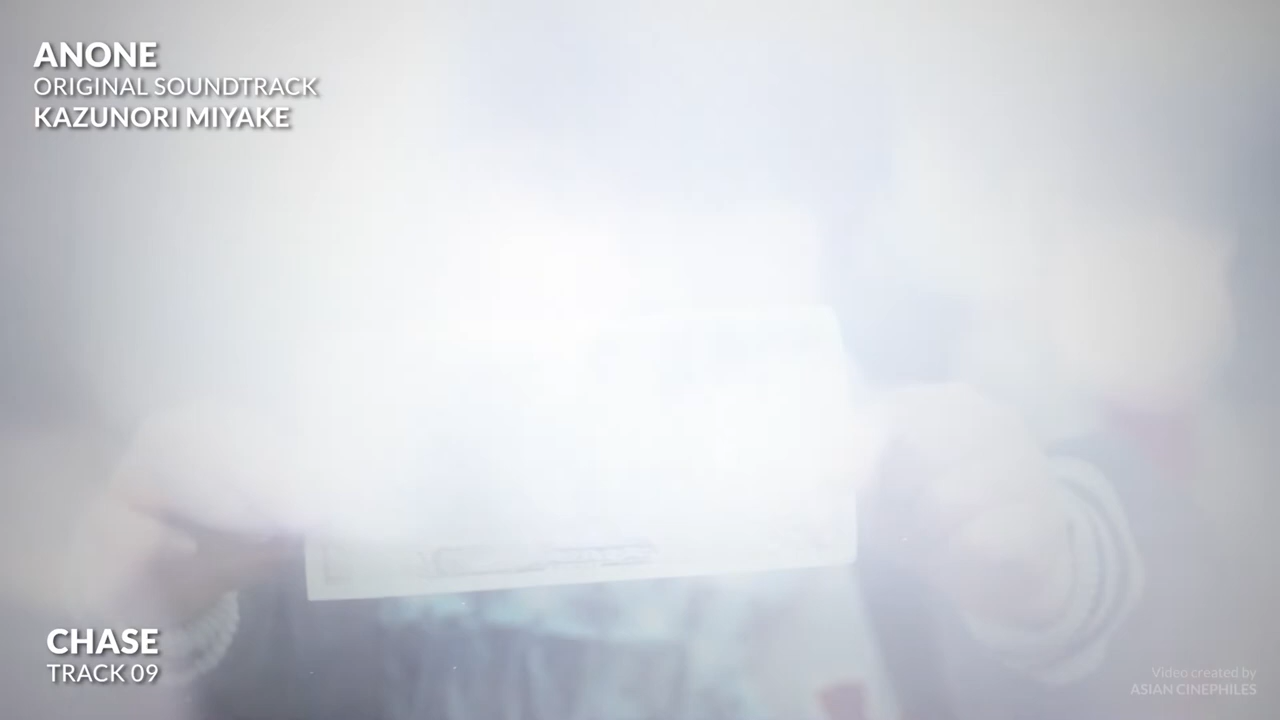 ANONE
ORIGINAL SOUNDTRACK
KAZUNORI MIYAKE
CHASE
TRACK 09
Video created by
ASIAN CINEPHILES